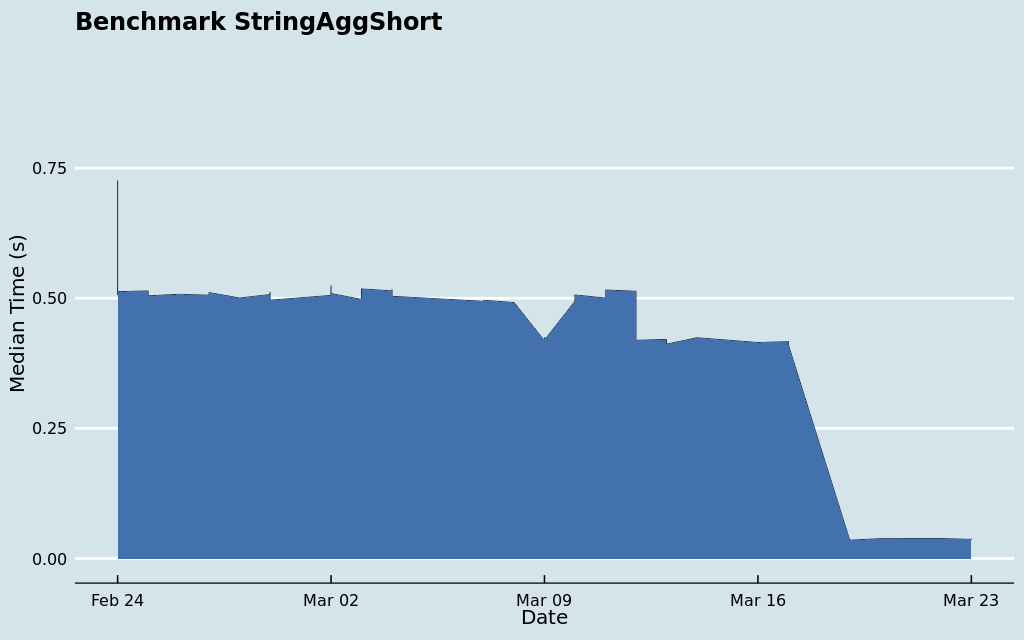 Benchmark StringAggShort
Median Time (s)
0.75
0.50
0.25
0.00
Feb 24 Mar 02 Mar 09 Mar 16 Mar 23
Date